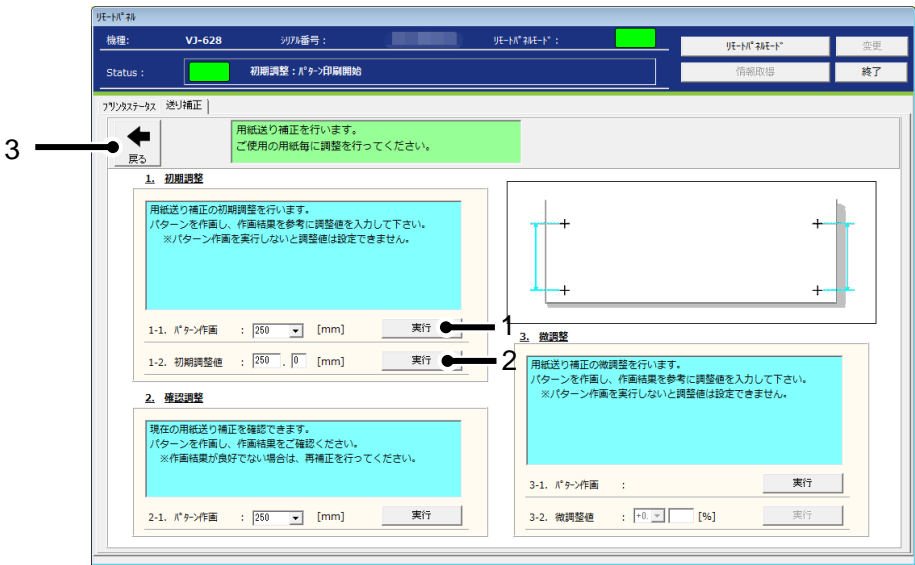 ﾘﾓｰﾄﾊﾟﾈﾙ
機種: VJ-628 ｼﾘｱﾙ番号: ﾘﾓｰﾄﾊﾟﾈﾙﾓｰﾄﾞ: ﾘﾓｰﾄﾊﾟﾈﾙﾓｰﾄﾞ 変更
Status: 初期調整:ﾊﾟﾀｰﾝ印刷開始 情報取得 終了
ﾌﾟﾘﾝﾀｽﾃｰﾀｽ 送り補正
戻る
用紙送り補正を行います。
ご使用の用紙毎に調整を行ってください。
3
1. 初期調整
用紙送り補正の初期調整を行います。
パターンを作画し、作画結果を参考に調整値を入力して下さい。
※パターン作画を実行しないと調整値は設定できません。
1-1. ﾊﾟﾀｰﾝ作画 : 250 [mm] 実行
1
1-2. 初期調整値 : 250 . 0 [mm] 実行
2
2. 確認調整
現在の用紙送り補正を確認できます。
パターンを作画し、作画結果をご確認ください。
※作画結果が良好でない場合は、再補正を行ってください。
2-1. ﾊﾟﾀｰﾝ作画 : 250 [mm] 実行
3. 微調整
用紙送り補正の微調整を行います。
パターンを作画し、作画結果を参考に調整値を入力して下さい。
※パターン作画を実行しないと調整値は設定できません。
3-1. ﾊﾟﾀｰﾝ作画 : 実行
3-2. 微調整値 : +0. [%] 実行